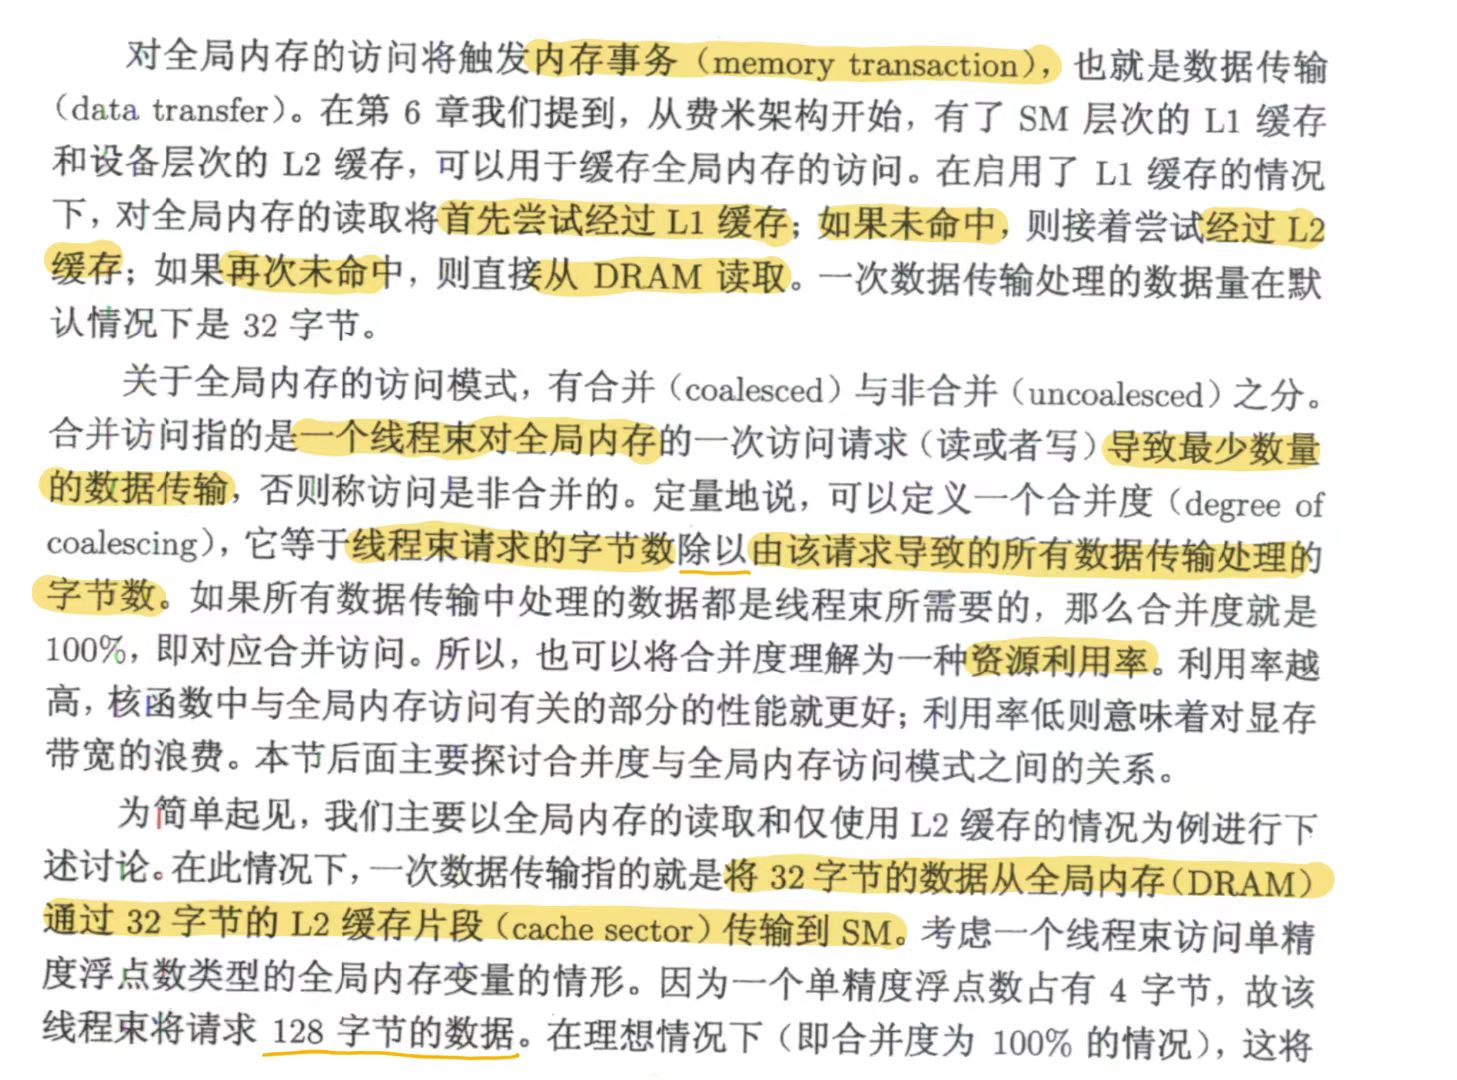 对全局内存的访问将触发内存事务（memory transaction），也就是数据传输
（data transfer）。在第 6 章我们提到，从费米架构开始，有了 SM 层次的 L1 缓存
和设备层次的 L2 缓存，可以用于缓存全局内存的访问。在启用了 L1 缓存的情况
下，对全局内存的读取将首先尝试经过 L1 缓存；如果未命中，则接着尝试经过 L2
缓存；如果再次未命中，则直接从 DRAM 读取。一次数据传输处理的数据量在默
认情况下是 32 字节。
关于全局内存的访问模式，有合并（coalesced）与非合并（uncoalesced）之分。
合并访问指的是一个线程束对全局内存的一次访问请求（读或者写）导致最少数量
的数据传输，否则称访问是非合并的。定量地说，可以定义一个合并度（degree of
coalescing），它等于线程束请求的字节数除以由该请求导致的所有数据传输处理的
字节数。如果所有数据传输中处理的数据都是线程束所需要的，那么合并度就是
100%，即对应合并访问。所以，也可以将合并度理解为一种资源利用率。利用率越
高，核函数中与全局内存访问有关的部分的性能就更好；利用率低则意味着对显存
带宽的浪费。本节后面主要探讨合并度与全局内存访问模式之间的关系。
为简单起见，我们主要以全局内存的读取和仅使用 L2 缓存的情况为例进行下
述讨论。在此情况下，一次数据传输指的就是将 32 字节的数据从全局内存（DRAM）
通过 32 字节的 L2 缓存片段（cache sector）传输到 SM。考虑一个线程束访问单精
度浮点数类型的全局内存变量的情形。因为一个单精度浮点数占有 4 字节，故该
线程束将请求 128 字节的数据。在理想情况下（即合并度为 100% 的情况），这将